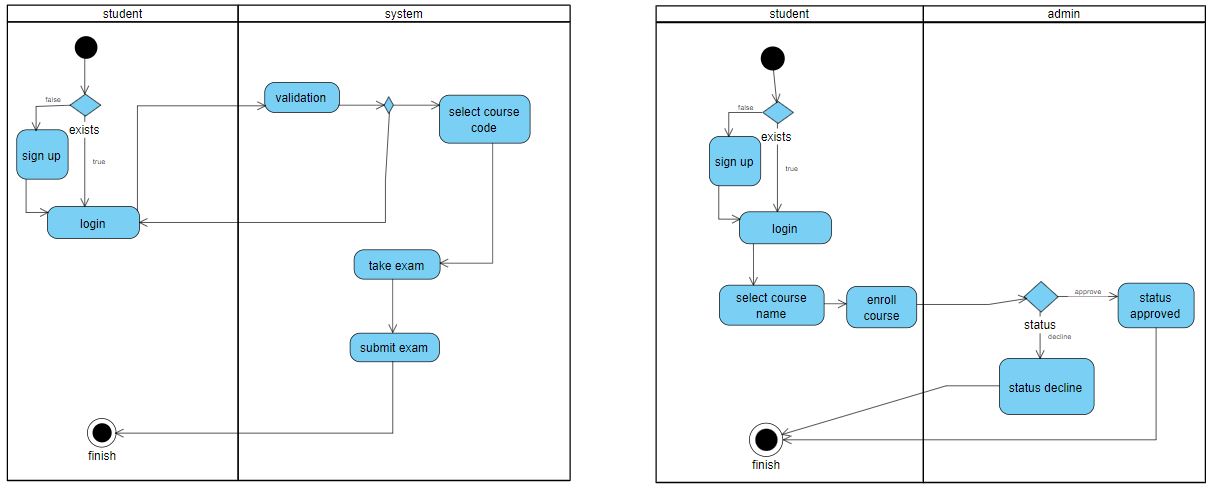 student
system
false
exists
sign up
true
login
validation
select course
code
take exam
submit exam
finish
student
admin
false
exists
sign up
true
login
select course
name
enroll
course
status
approve
status
approved
decline
status decline
finish